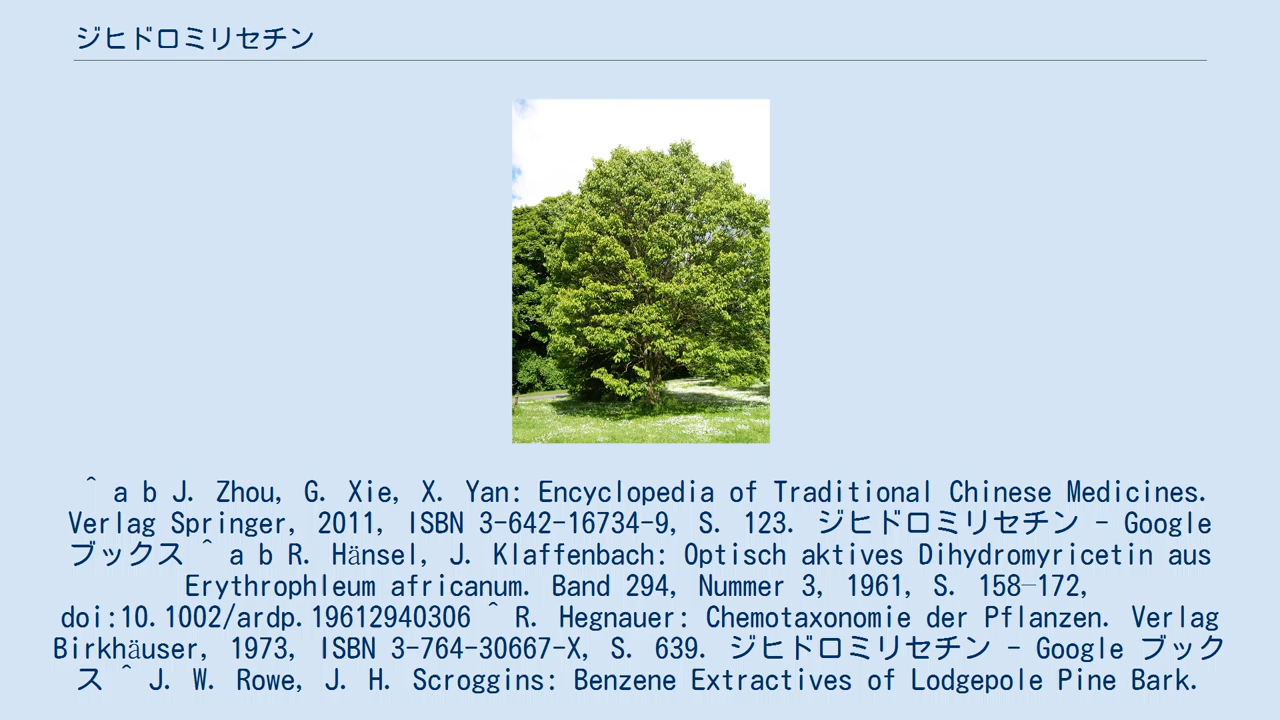 ジヒドロミリセチン
^ a b J. Zhou, G. Xie, X. Yan: Encyclopedia of Traditional Chinese Medicines.
Verlag Springer, 2011, ISBN 3-642-16734-9, S. 123. ジヒドロミリセチン - Google
ブックス ^ a b R. Hänsel, J. Klaffenbach: Optisch aktives Dihydromyricetin aus
Erythrophleum africanum. Band 294, Nummer 3, 1961, S. 158–172,
doi:10.1002/ardp.19612940306 ^ R. Hegnauer: Chemotaxonomie der Pflanzen. Verlag
Birkhäuser, 1973, ISBN 3-764-30667-X, S. 639. ジヒドロミリセチン - Google ブック
ス ^ J. W. Rowe, J. H. Scroggins: Benzene Extractives of Lodgepole Pine Bark.